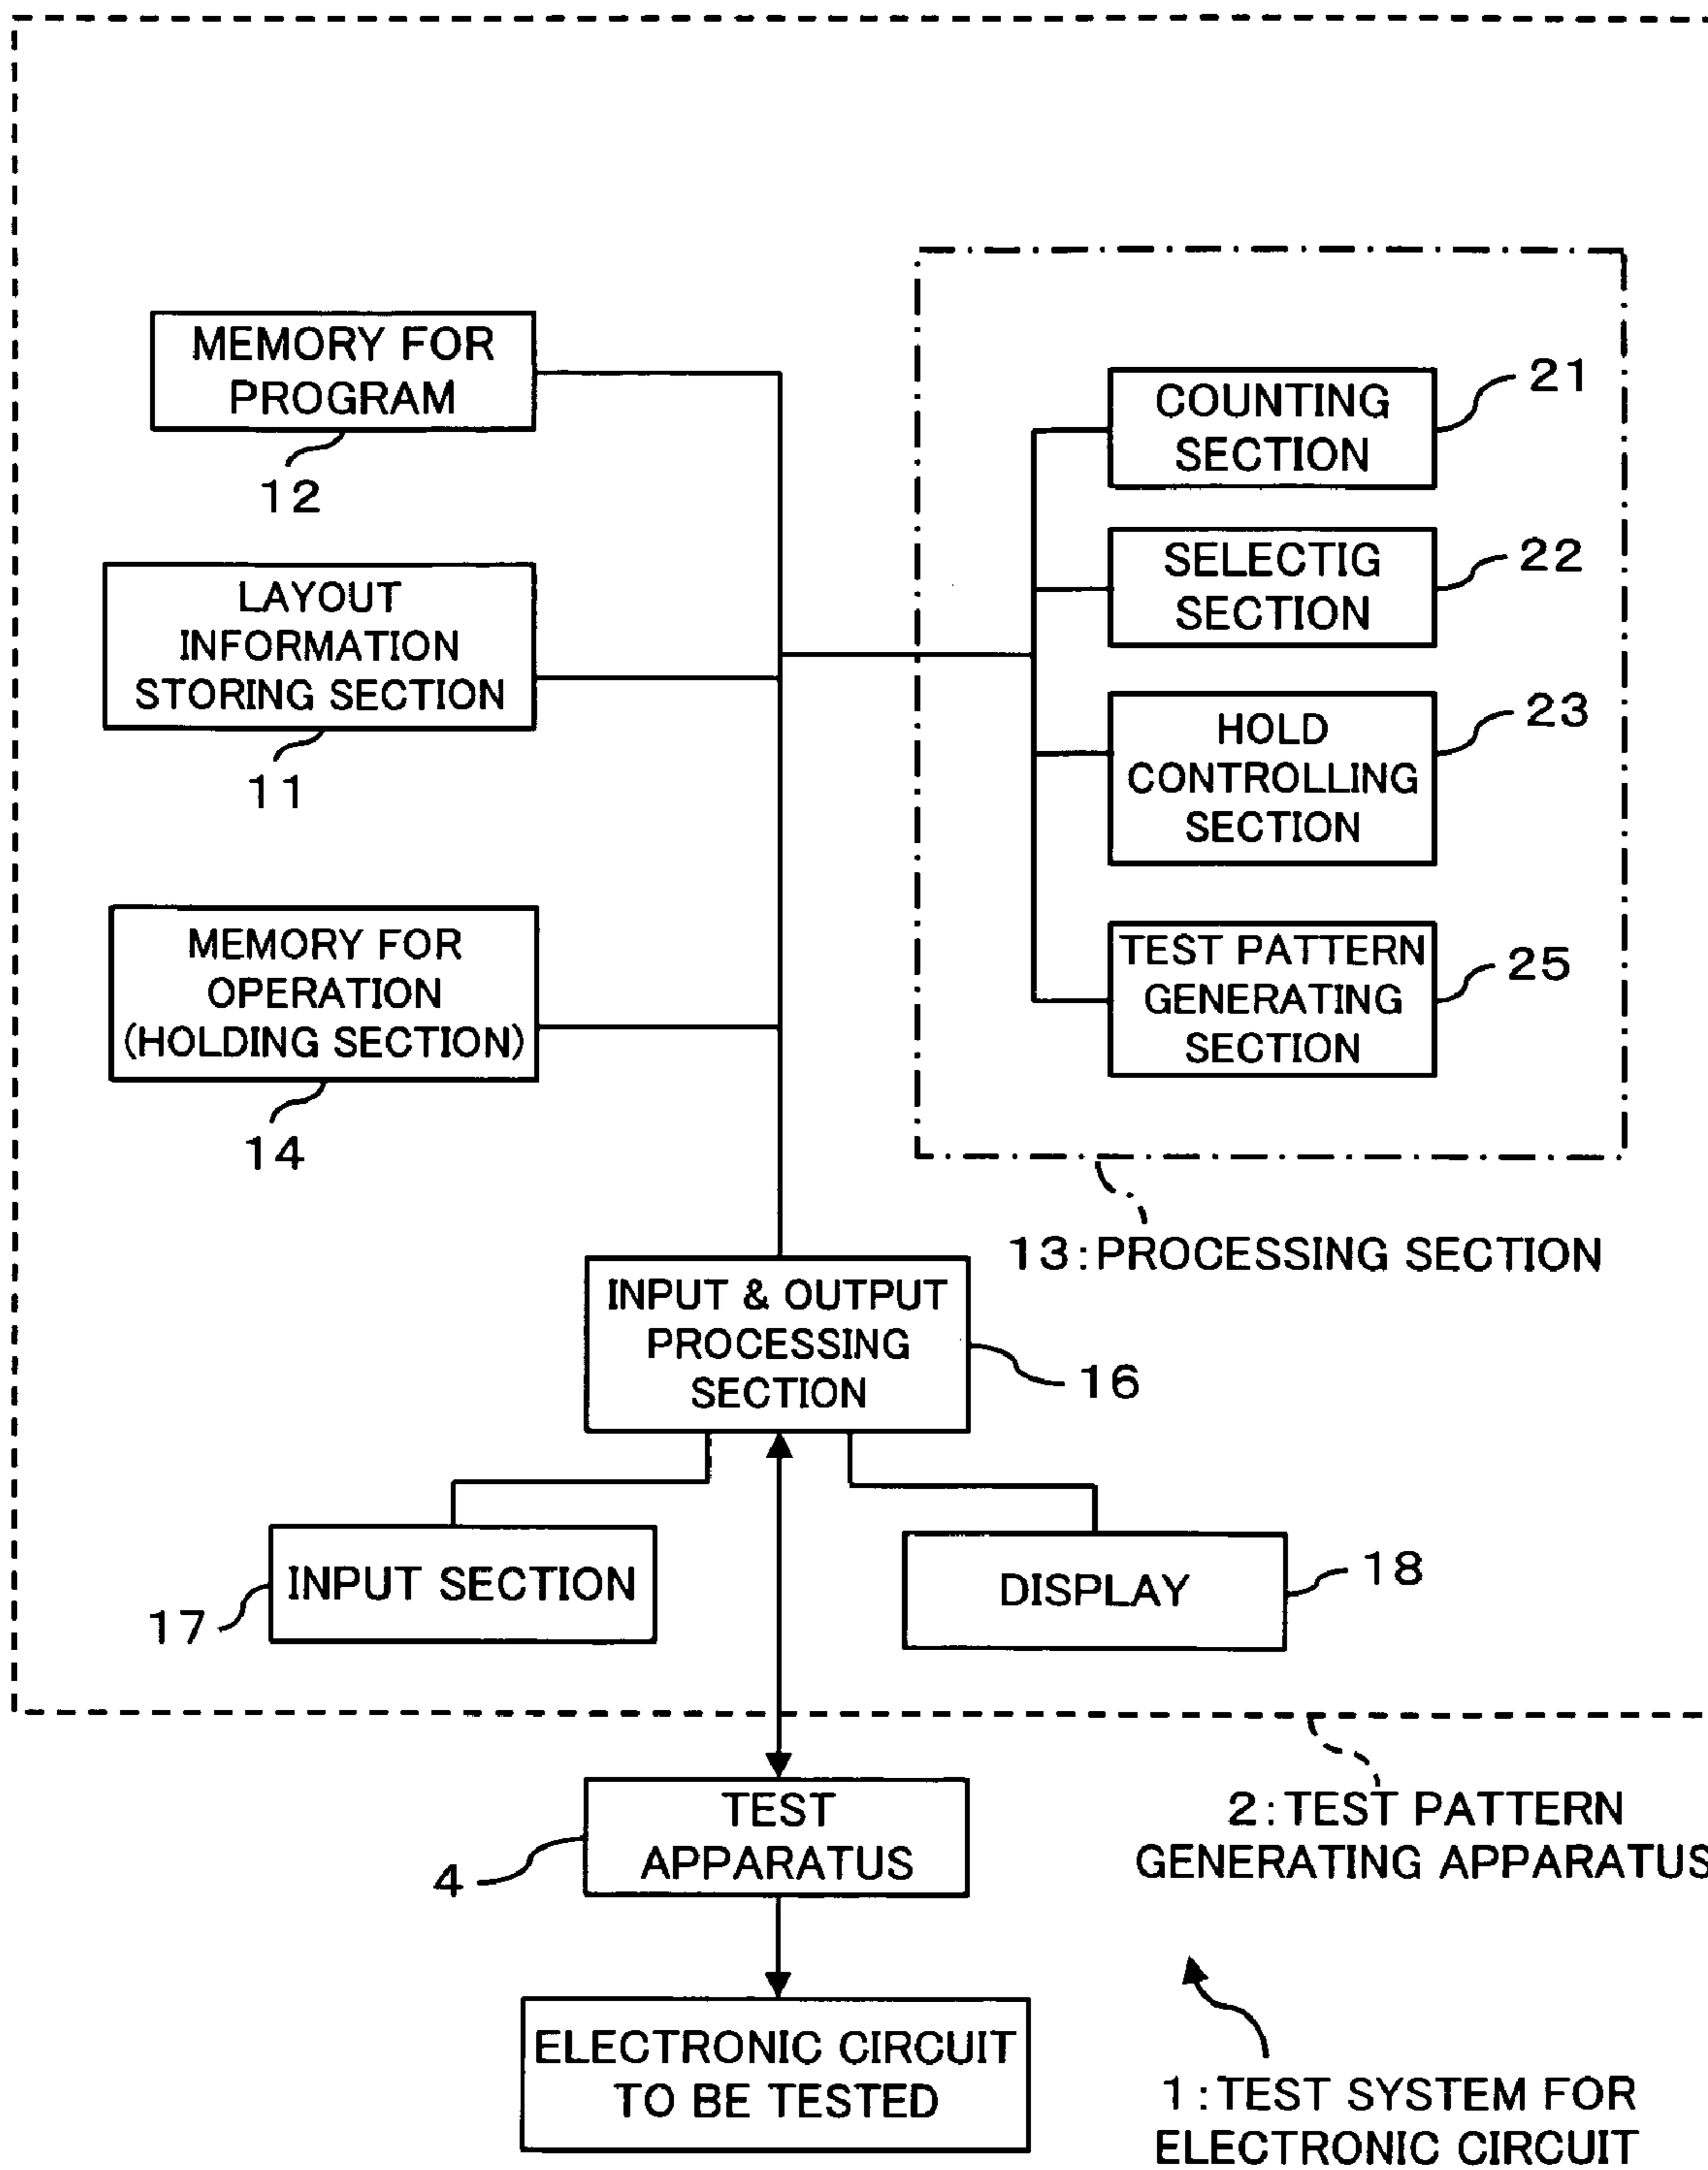 MEMORY FOR
PROGRAM
12
LAYOUT
INFORMATION
STORING SECTION
11
MEMORY FOR
OPERATION
(HOLDING SECTION)
14
COUNTING
SECTION
21
SELECTIG
SECTION
22
HOLD
CONTROLLING
SECTION
23
TEST PATTERN
GENERATING
SECTION
25
13:PROCESSING SECTION
INPUT & OUTPUT
PROCESSING
SECTION
16
INPUT SECTION
17
DISPLAY
18
TEST
APPARATUS
4
2:TEST PATTERN
GENERATING APPARATUS
ELECTRONIC CIRCUIT
TO BE TESTED
1:TEST SYSTEM FOR
ELECTRONIC CIRCUIT